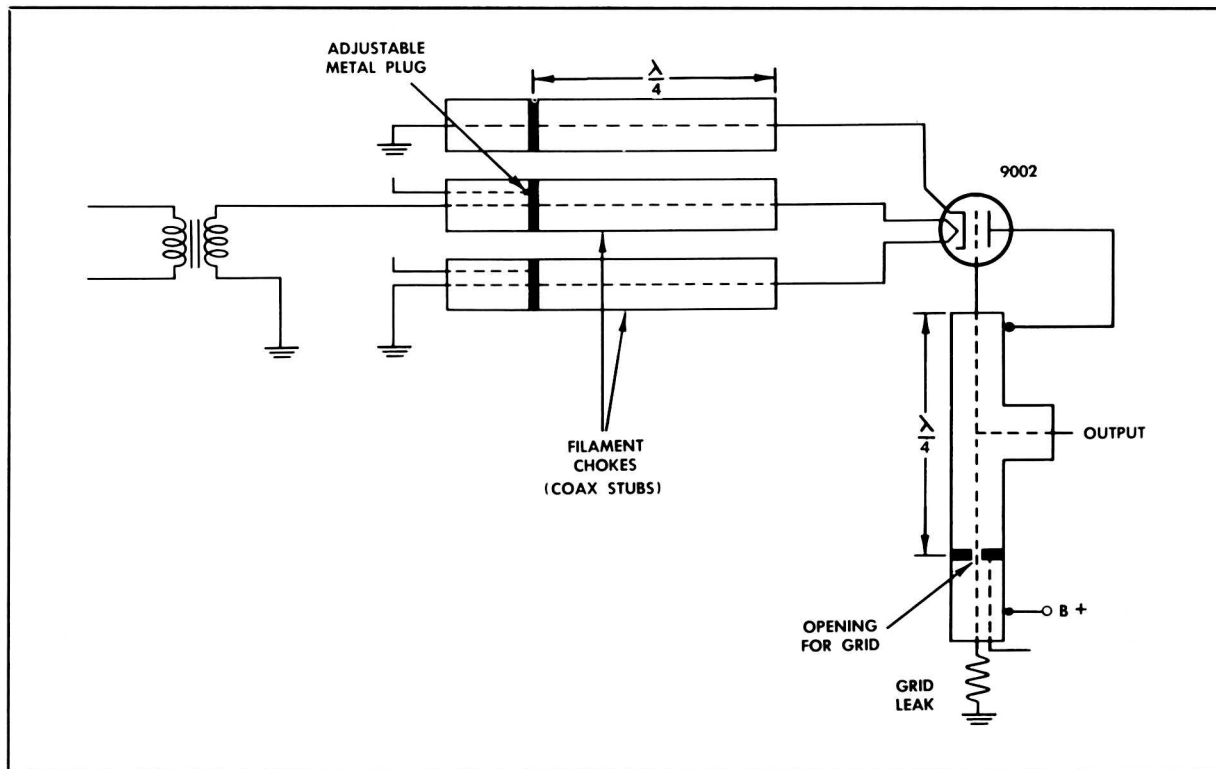 ADJUSTABLE
METAL PLUG
λ
4
9002
FILAMENT
CHOKES
(COAX STUBS)
λ
4
OUTPUT
OPENING
FOR GRID
B +
GRID
LEAK